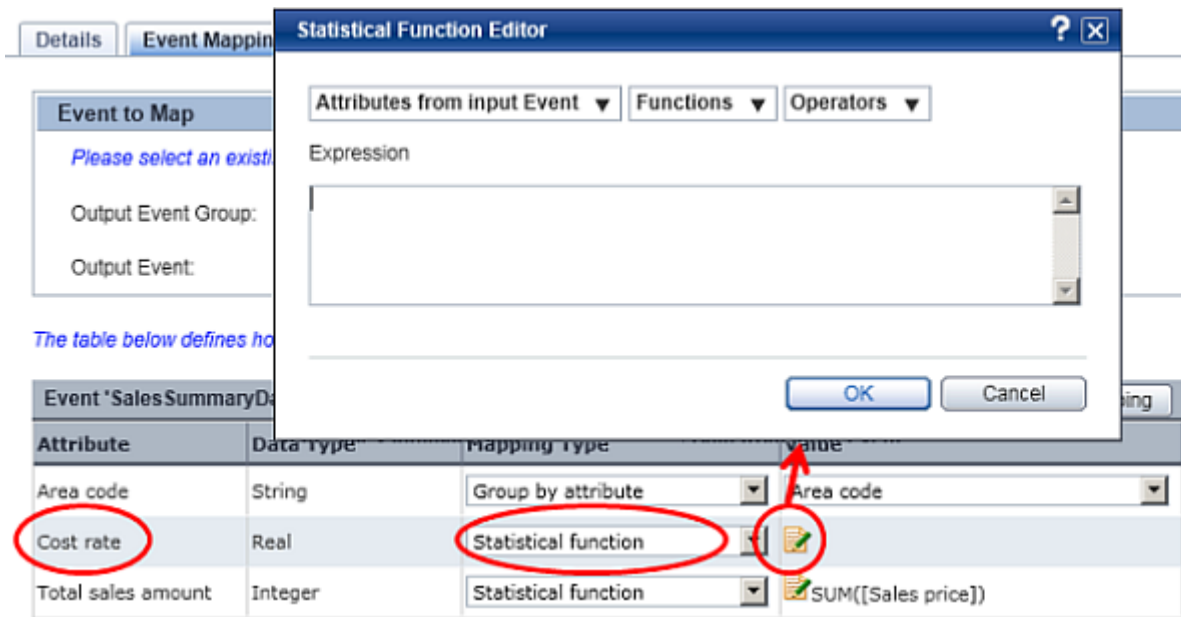 Details
Event Mappin
Statistical Function Editor
?
Attributes from input Event ▼
Functions ▼
Operators ▼
Event to Map
Please select an existi
Expression
Output Event Group:
Output Event:
The table below defines ho
OK
Cancel
Event 'SalesSummaryDa
ping
Attribute
Data Type
Mapping Type
Value
Area code
String
Group by attribute
Area code
Cost rate
Real
Statistical function
Total sales amount
Integer
Statistical function
SUM([Sales price])